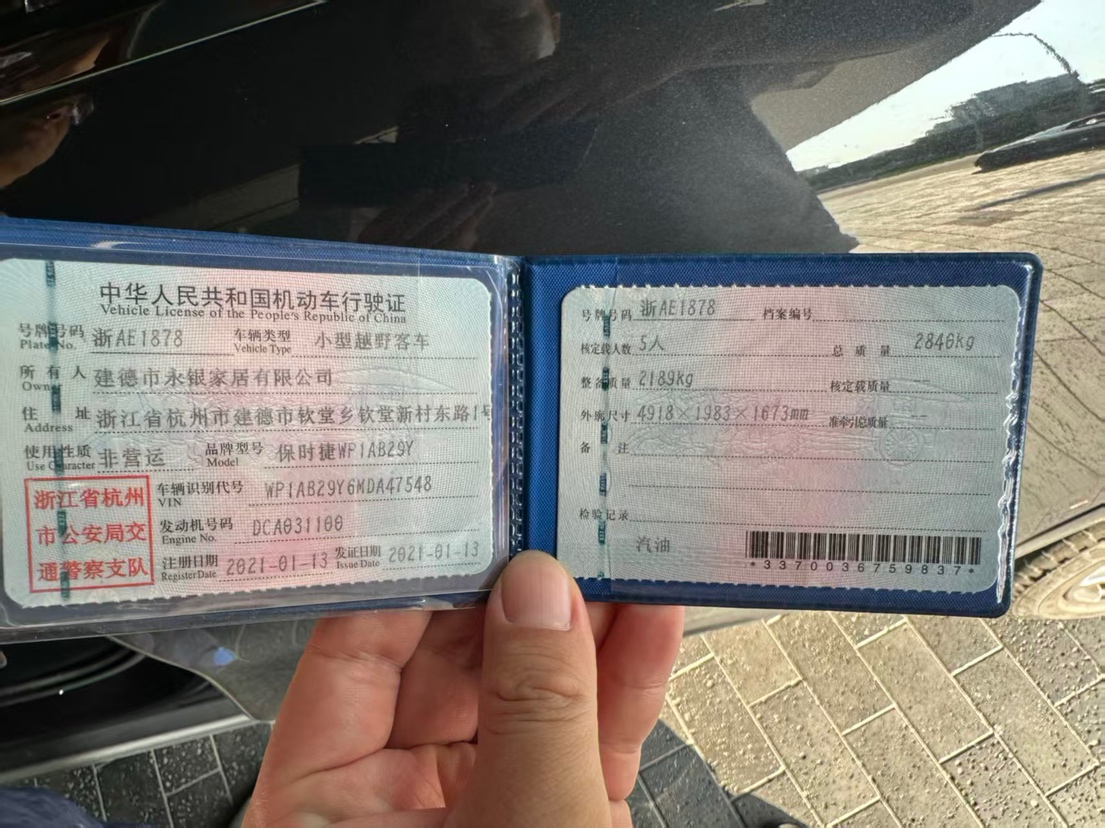 中华人民共和国机动车行驶证
Vehicle License of the People's Republic of China
号牌号码 浙AE1878 车辆类型 小型越野客车
Plate No. Vehicle Type
所有人 建德市永银家居有限公司
Owner
住址 浙江省杭州市建德市钦堂乡钦堂新村东路1号
Address
使用性质 非营运 品牌型号 保时捷WP1AB29Y
Use Character Model
浙江省杭州
市公安局交
通警察支队
车辆识别代号 WP1AB29Y6MDA47548
VIN
发动机号码 DCA031100
Engine No.
注册日期 2021-01-13 发证日期 2021-01-13
Register Date Issue Date
号牌号码 浙AE1878 档案编号
核定载人数 5人 总质量 2840kg
整备质量 2189kg 核定载质量 --
外廓尺寸 4918×1983×1673mm 准牵引总质量 --
备注
检验记录
汽油
*3370036759837*